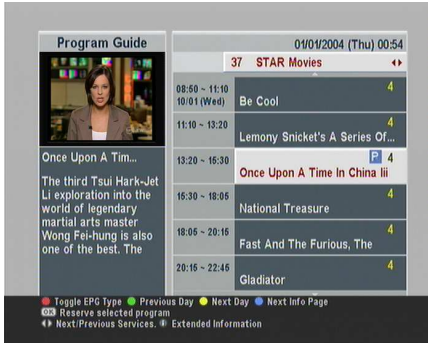 Program Guide
01/01/2004 (Thu) 00:54
37 STAR Movies
08:50 ~ 11:10
10/01 (Wed)
4
Be Cool
11:10 ~ 13:20
4
Lemony Snicket's A Series Of...
13:20 ~ 15:30
P 4
Once Upon A Time In China Iii
15:30 ~ 18:05
4
National Treasure
18:05 ~ 20:15
4
Fast And The Furious, The
20:15 ~ 22:45
4
Gladiator
Once Upon A Tim...
The third Tsui Hark-Jet
Li exploration into the
world of legendary
martial arts master
Wong Fei-hung is also
one of the best. The
Toggle EPG Type Previous Day Next Day Next Info Page
OK Reserve selected program
Next/Previous Services. Extended Information